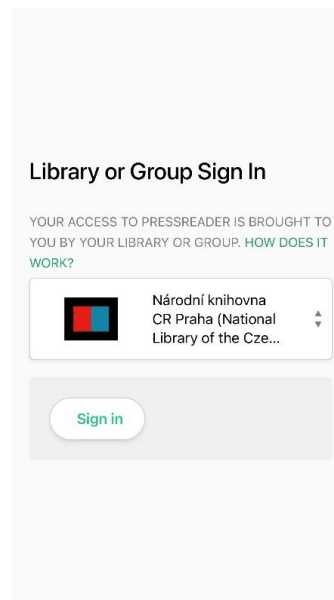 Library or Group Sign In
YOUR ACCESS TO PRESSREADER IS BROUGHT TO
YOU BY YOUR LIBRARY OR GROUP. HOW DOES IT
WORK?
Národní knihovna
CR Praha (National
Library of the Cze...
Sign in